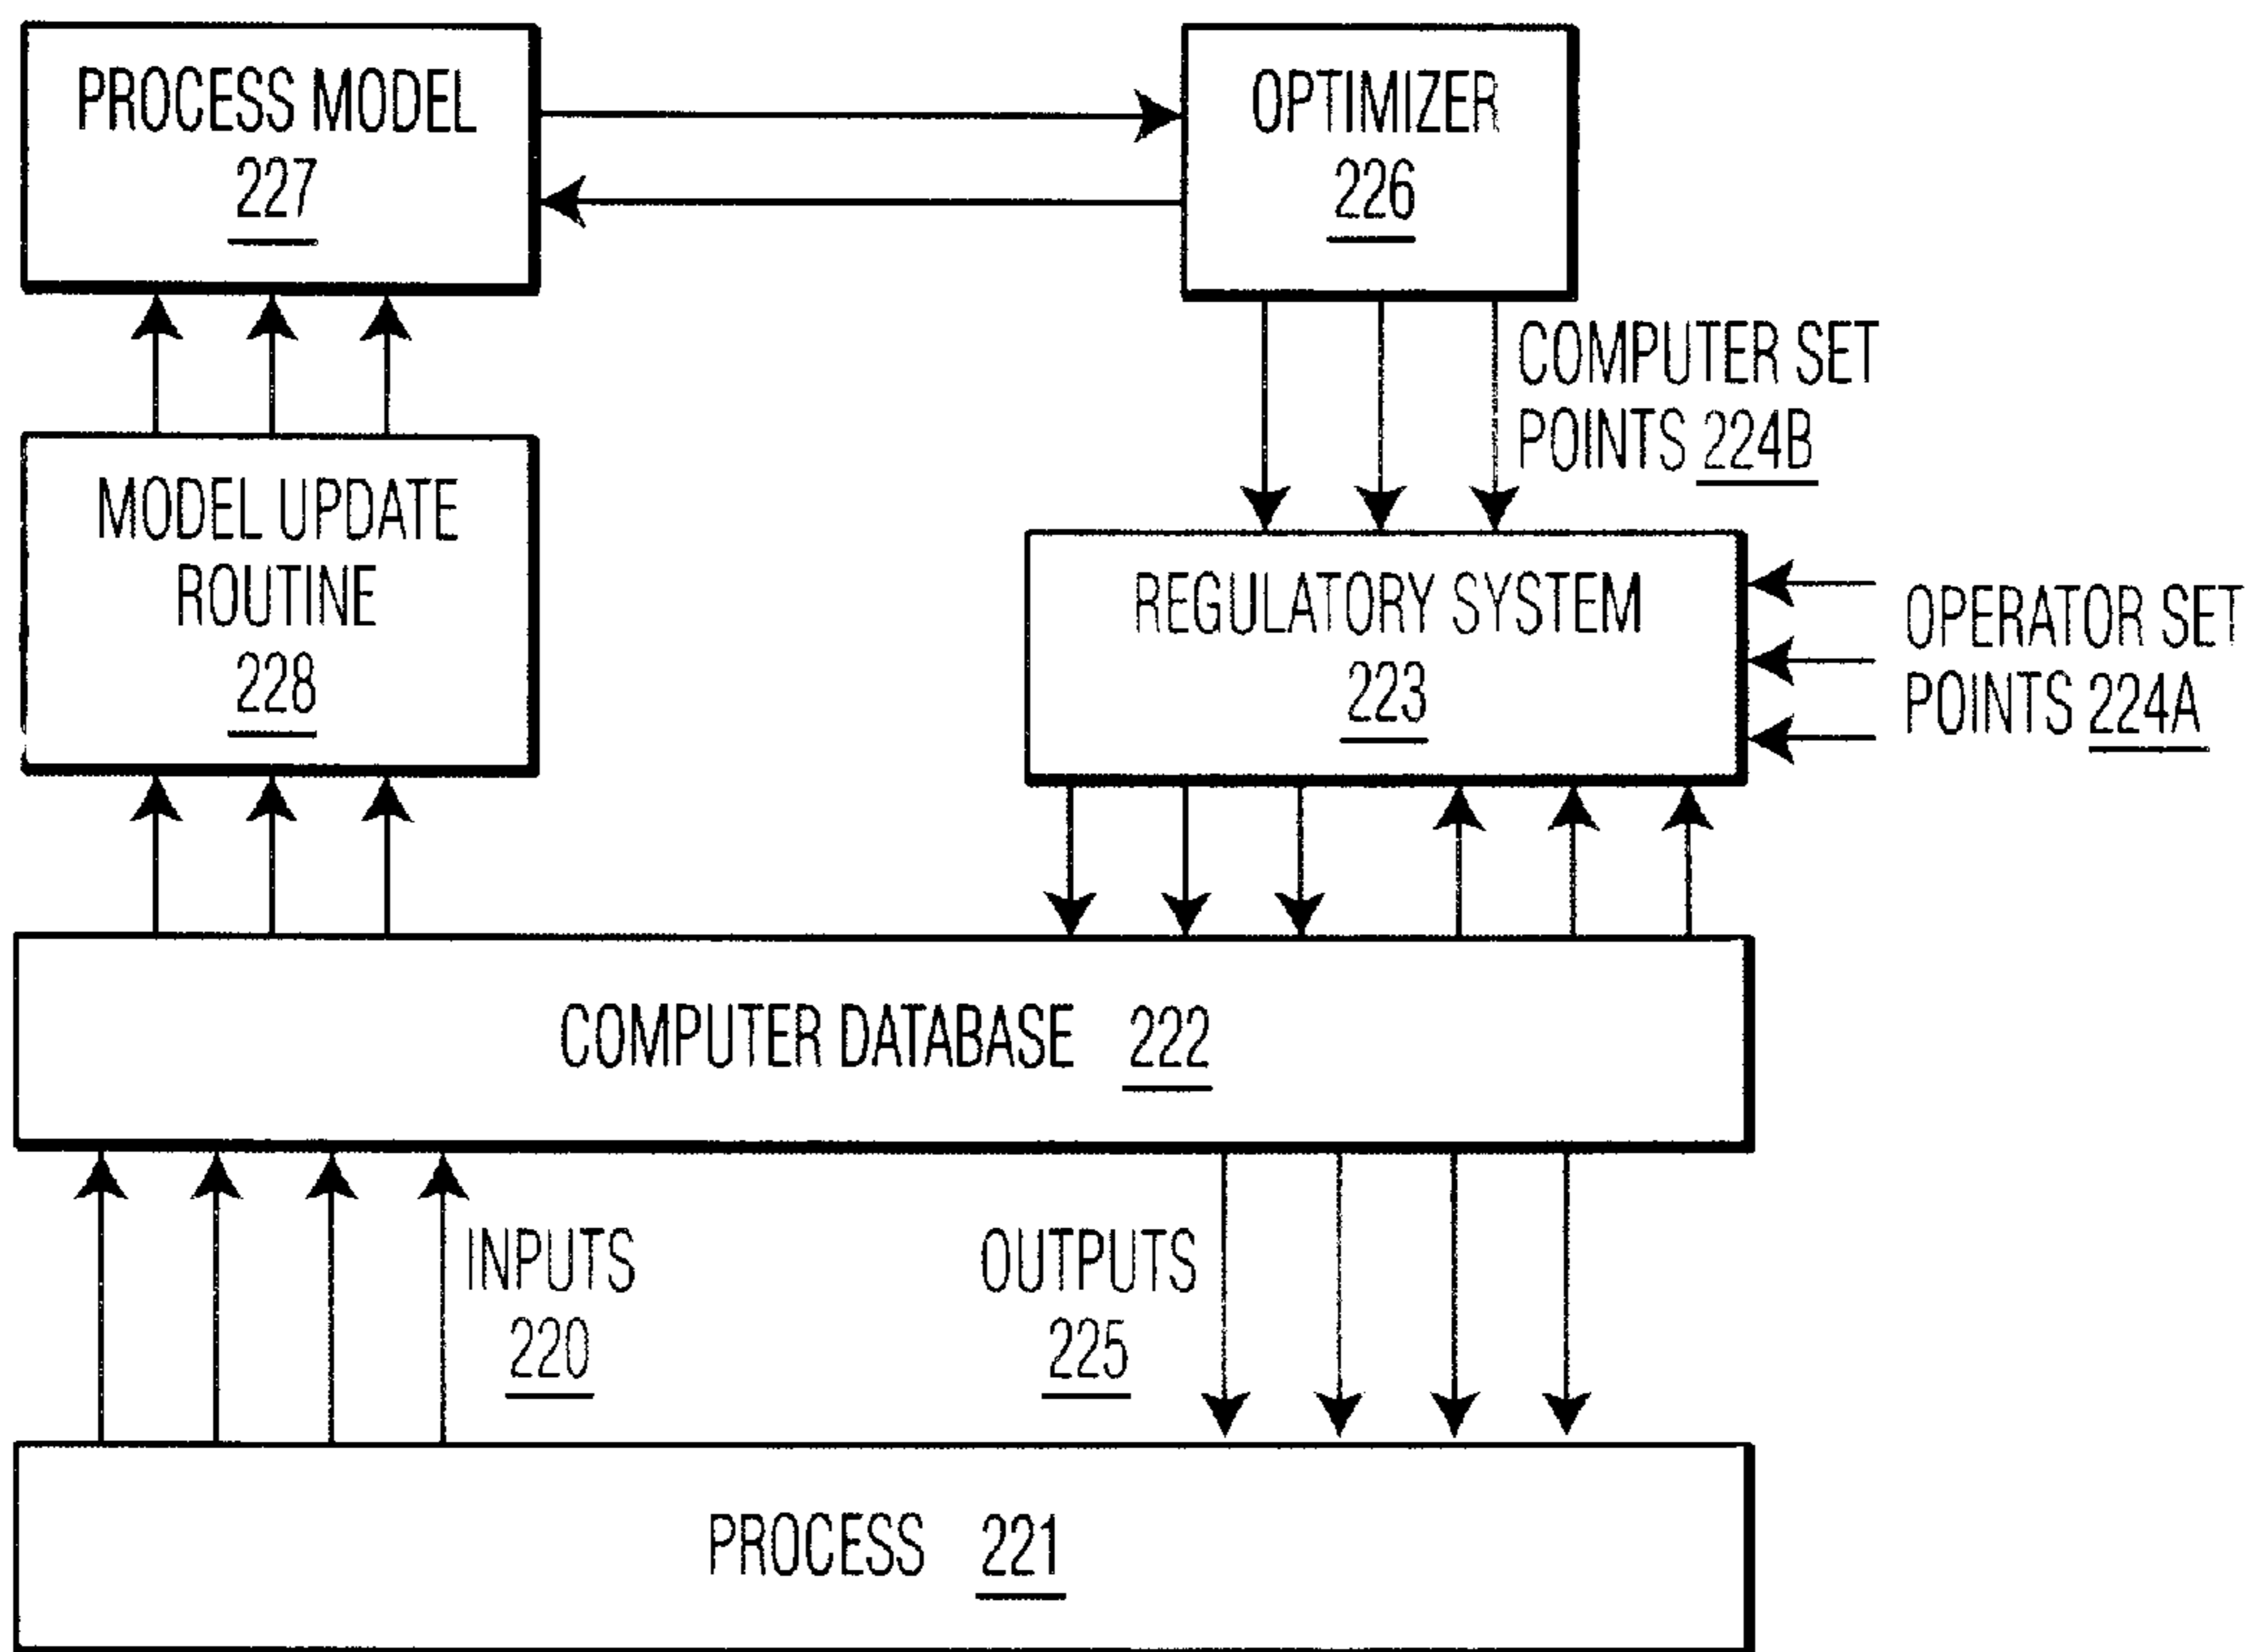 PROCESS MODEL
227
OPTIMIZER
226
COMPUTER SET
POINTS 224B
MODEL UPDATE
ROUTINE
228
REGULATORY SYSTEM
223
OPERATOR SET
POINTS 224A
COMPUTER DATABASE 222
INPUTS
220
OUTPUTS
225
PROCESS 221